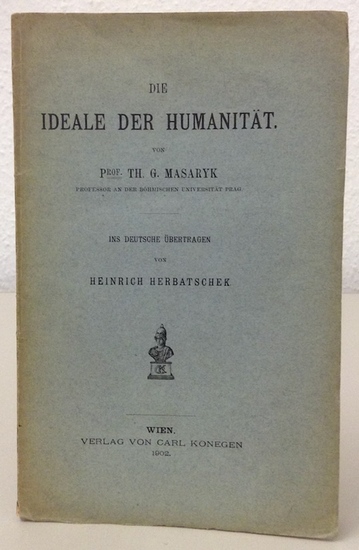 DIE
IDEALE DER HUMANITÄT.
VON
PROF. TH. G. MASARYK
PROFESSOR AN DER BÖHMISCHEN UNIVERSITÄT PRAG.
INS DEUTSCHE ÜBERTRAGEN
VON
HEINRICH HERBATSCHEK
CK
WIEN.
VERLAG VON CARL KONEGEN
1902.